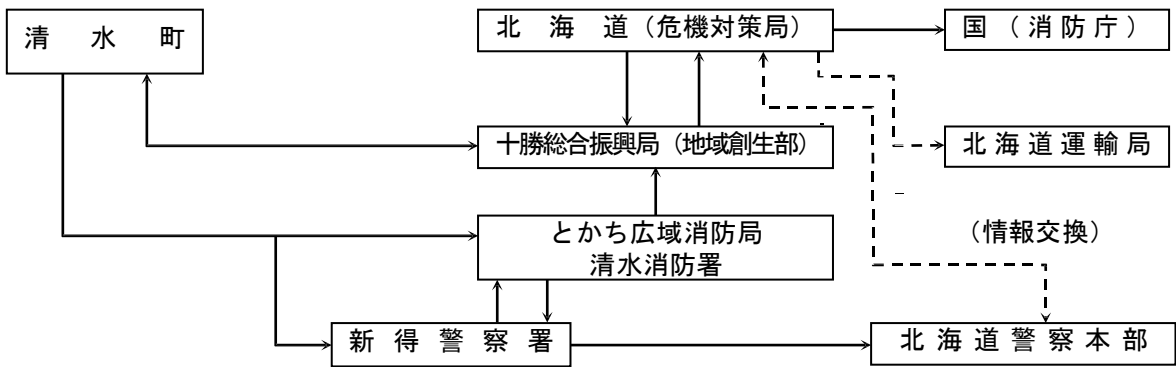 清水町
北海道（危機対策局）
国（消防庁）
十勝総合振興局（地域創生部）
北海道運輸局
とかち広域消防局
清水消防署
（情報交換）
新得警察署
北海道警察本部